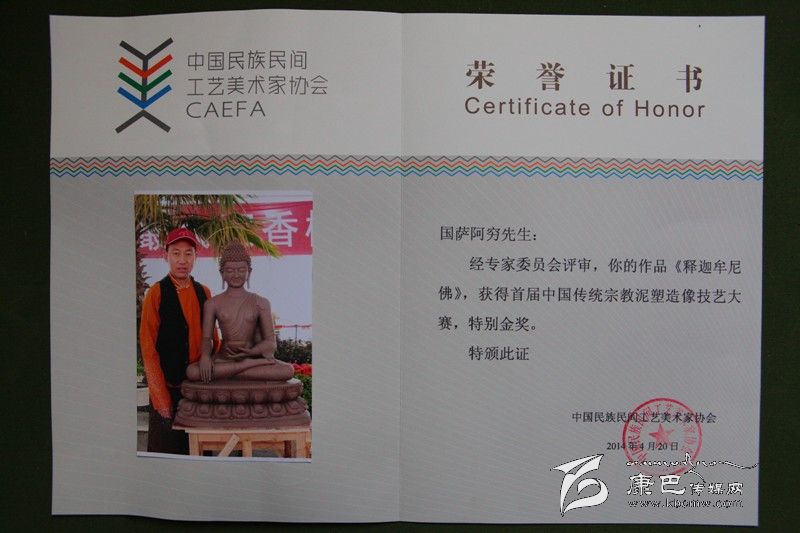 中国民族民间
工艺美术家协会
CAEFA
荣誉证书
Certificate of Honor
香
国萨阿穷先生：
经专家委员会评审，你的作品《释迦牟尼
佛》，获得首届中国传统宗教泥塑造像技艺大
赛，特别金奖。
特颁此证
中国民族民间工艺美术家协会
2014年4月20日
康巴传媒网
www.kbcmw.com